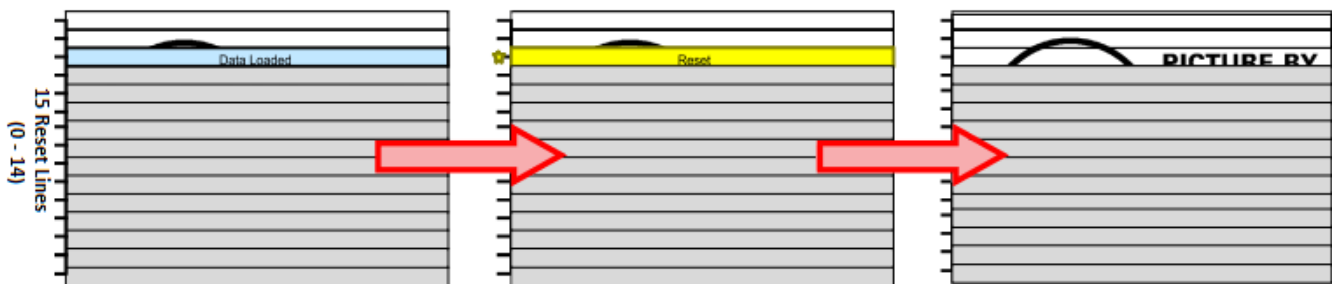 15 Reset Lines
(0 - 14)
Data Loaded
Reset
PICTURE BY